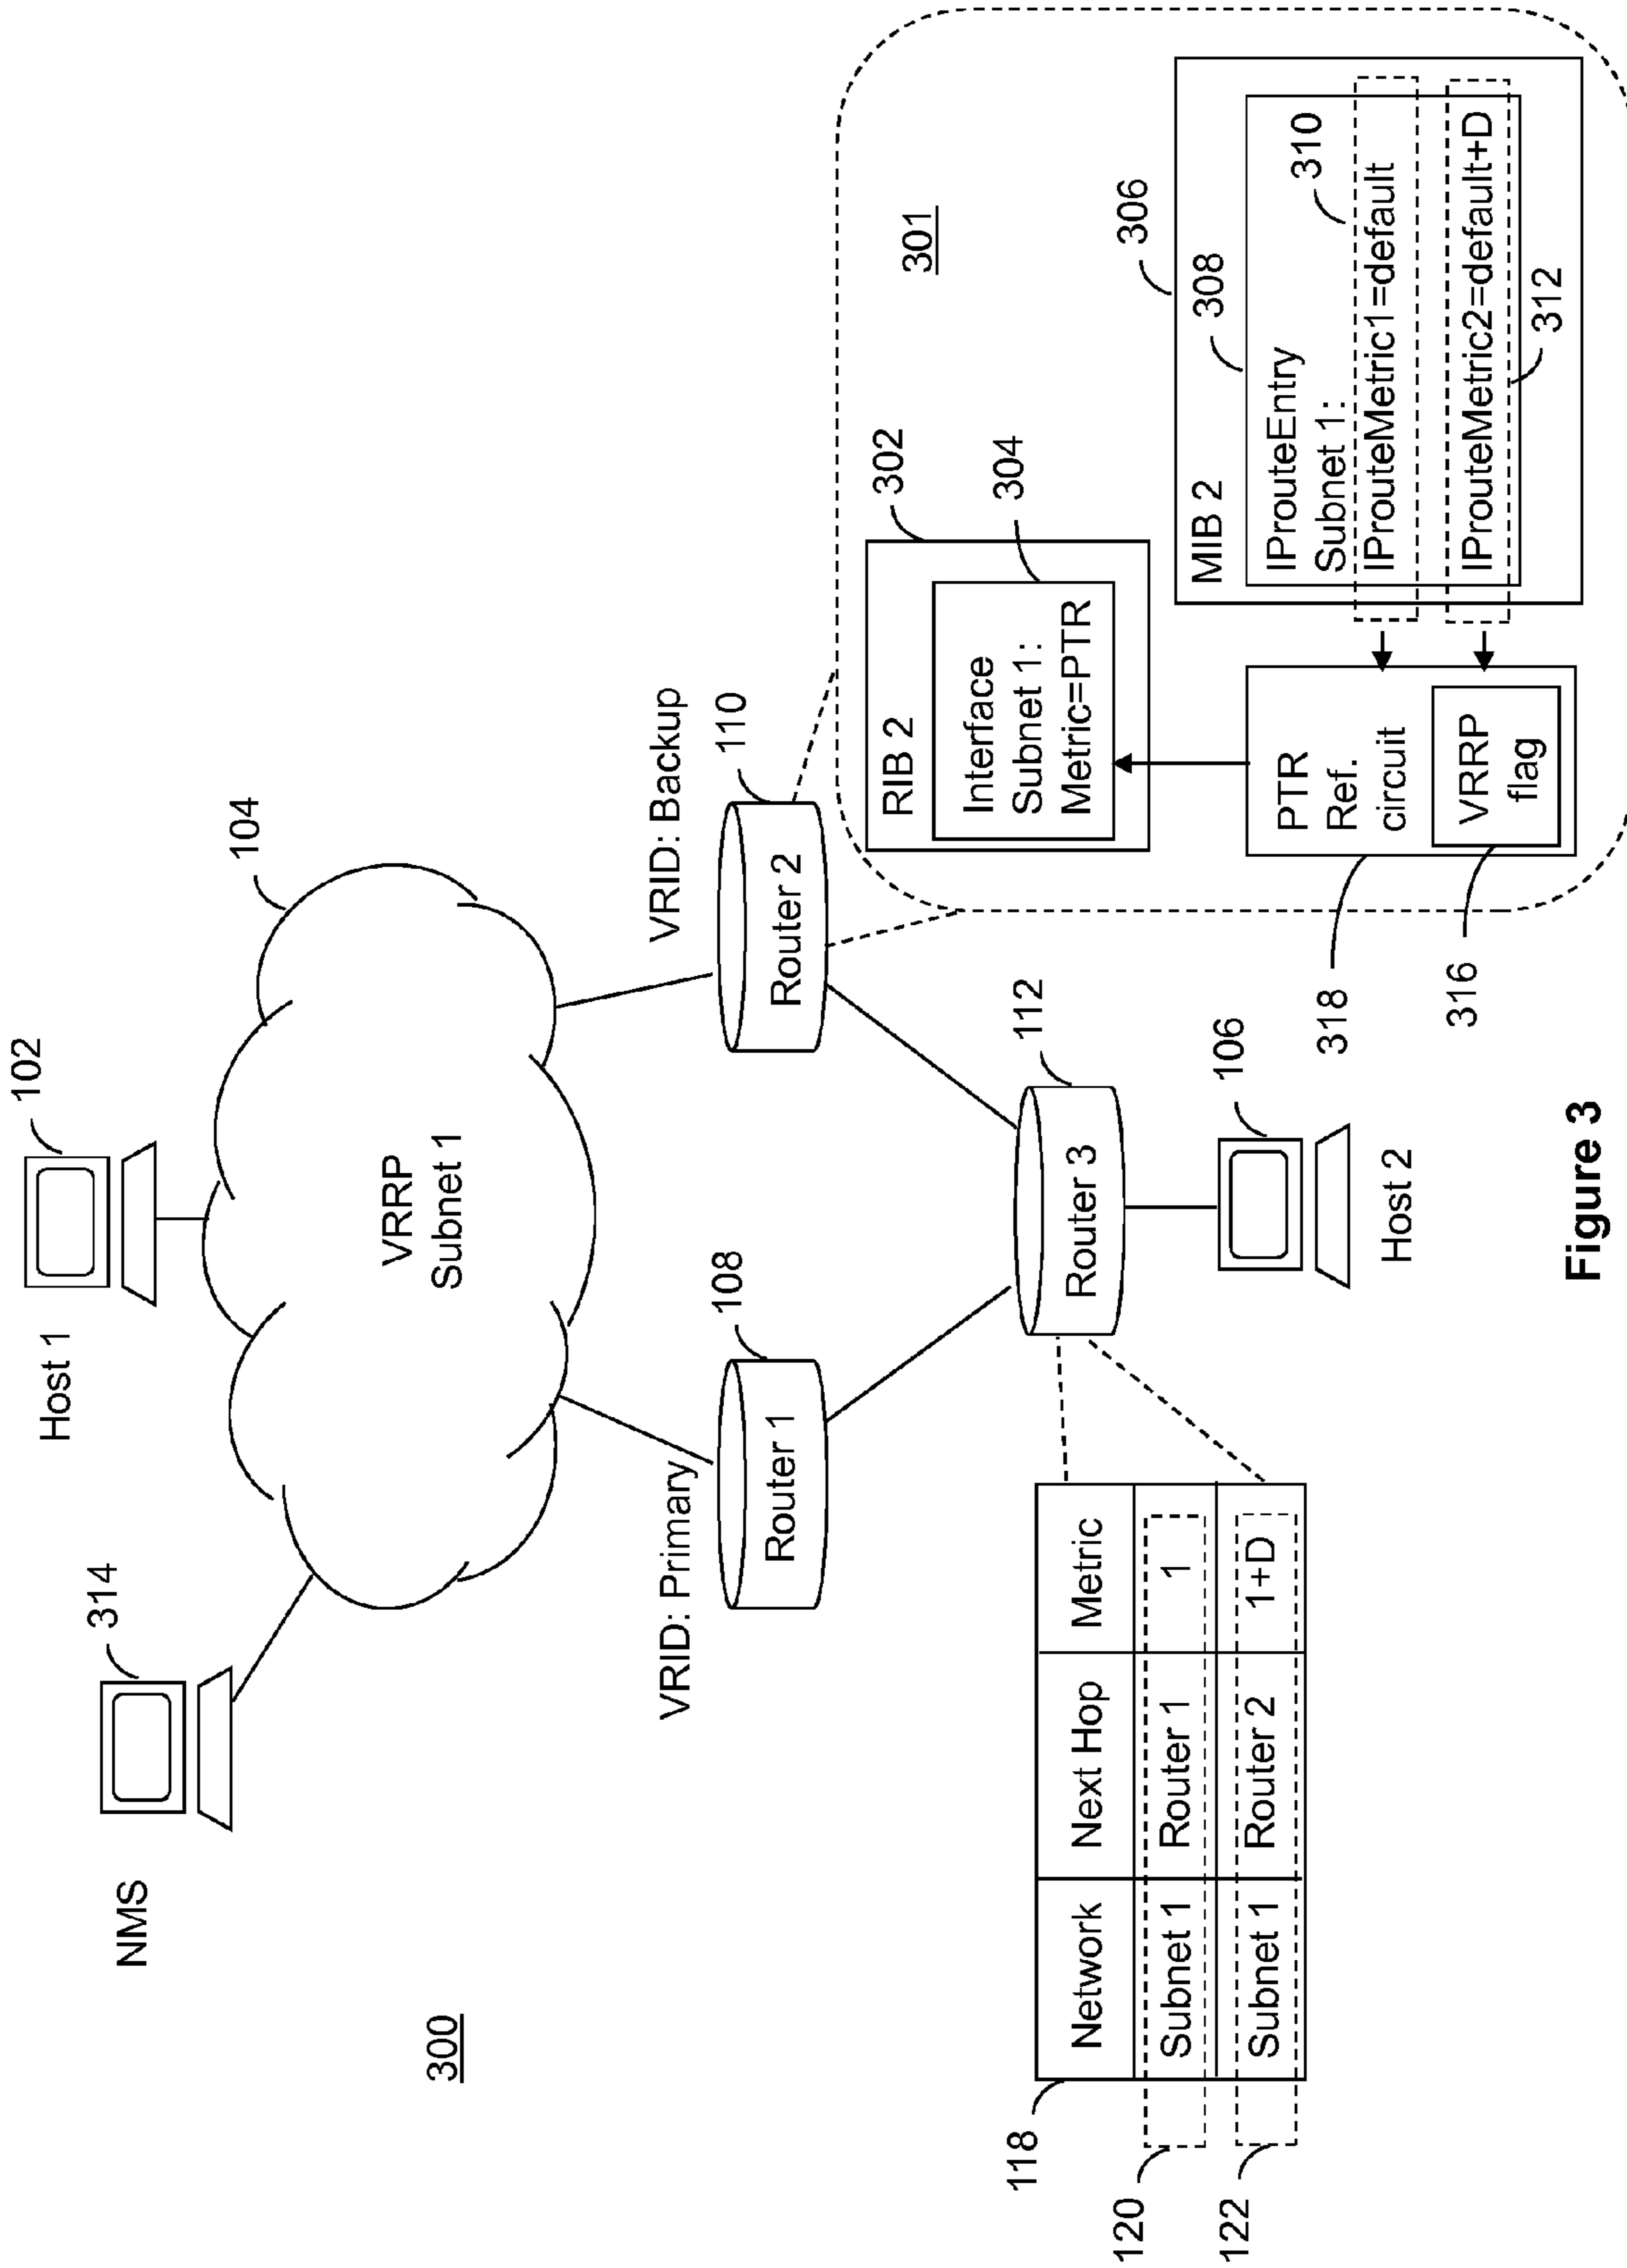 300
NMS
314
Host 1
102
VRRP
Subnet 1
104
VRID: Primary
108
Router 1
VRID: Backup
110
Router 2
112
Router 3
106
Host 2
118
Network Next Hop Metric
120
Subnet 1 Router 1 1
122
Subnet 1 Router 2 1+D
301
302
RIB 2
304
Interface
Subnet 1:
Metric=PTR
306
MIB 2
308
IProuteEntry
Subnet 1:
310
IProuteMetric1=default
IProuteMetric2=default+D
312
318
PTR
Ref.
circuit
316
VRRP
flag
Figure 3